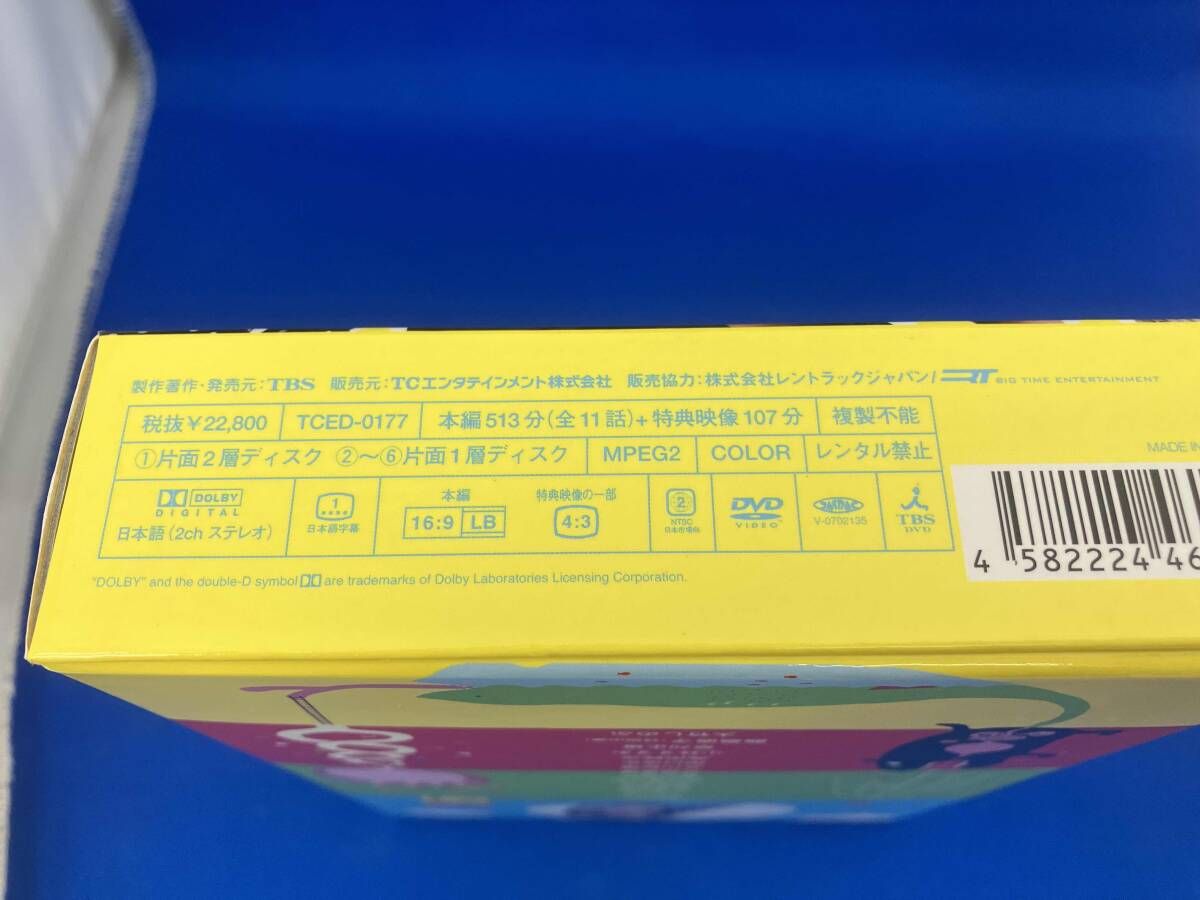 製作著作・発売元：TBS 販売元：TCエンタテインメント株式会社 販売協力：株式会社レントラックジャパン/RT BIG TIME ENTERTAINMENT
税抜¥22,800 TCED-0177 本編513分(全11話)+特典映像107分 複製不能
MADE IN
①片面2層ディスク ②〜⑥片面1層ディスク MPEG2 COLOR レンタル禁止
DOLBY DIGITAL
日本語(2ch ステレオ)
1
日本語字幕
本編
16:9 LB
特典映像の一部
4:3
2
NTSC
日本市場向
DVD
VIDEO
V-0702135
TBS
DVD
4 582224 46
"DOLBY" and the double-D symbol are trademarks of Dolby Laboratories Licensing Corporation.